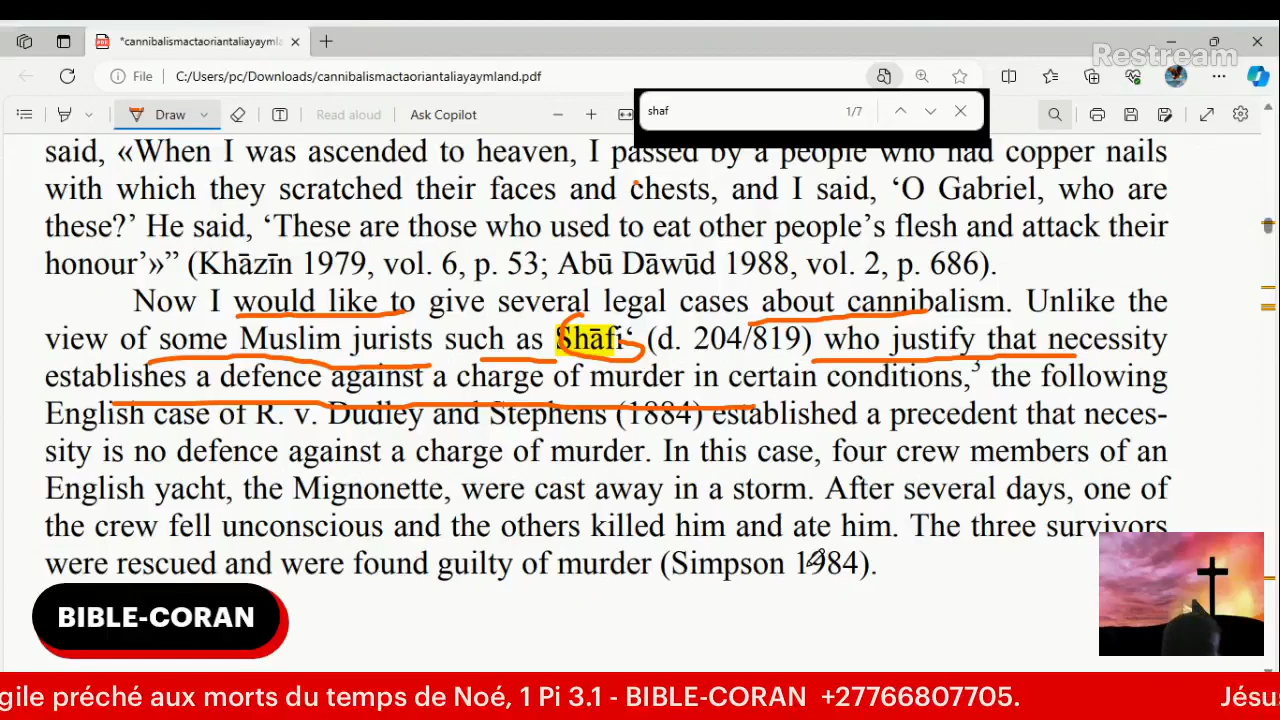 *cannibalismactaoriantaliayaymla
Restream
File
C:/Users/pc/Downloads/cannibalismactaoriantaliayaymland.pdf
Draw
Read aloud
Ask Copilot
shaf
1/7
said, «When I was ascended to heaven, I passed by a people who had copper nails
with which they scratched their faces and chests, and I said, ‘O Gabriel, who are
these?’ He said, ‘These are those who used to eat other people’s flesh and attack their
honour’»” (Khāzīn 1979, vol. 6, p. 53; Abū Dāwūd 1988, vol. 2, p. 686).
Now I would like to give several legal cases about cannibalism. Unlike the
view of some Muslim jurists such as Shāfi‘ (d. 204/819) who justify that necessity
establishes a defence against a charge of murder in certain conditions,⁵ the following
English case of R. v. Dudley and Stephens (1884) established a precedent that neces-
sity is no defence against a charge of murder. In this case, four crew members of an
English yacht, the Mignonette, were cast away in a storm. After several days, one of
the crew fell unconscious and the others killed him and ate him. The three survivors
were rescued and were found guilty of murder (Simpson 1984).
BIBLE-CORAN
gile préché aux morts du temps de Noé, 1 Pi 3.1 - BIBLE-CORAN +27766807705.
Jésus